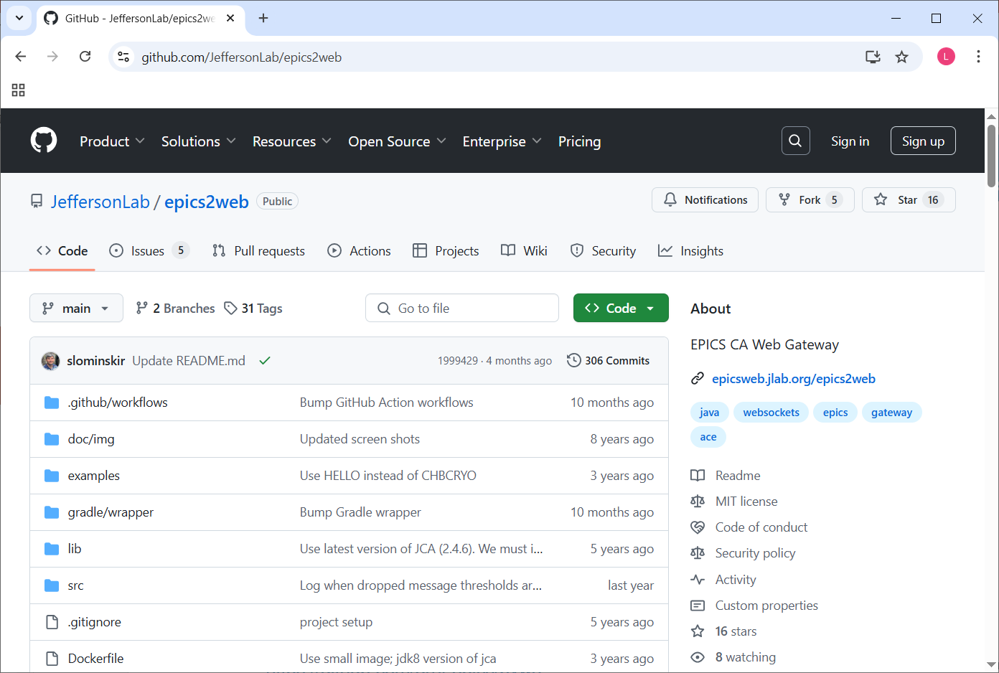 GitHub - JeffersonLab/epics2we
github.com/JeffersonLab/epics2web
L
Product Solutions Resources Open Source Enterprise Pricing Sign in Sign up
JeffersonLab / epics2web Public Notifications Fork 5 Star 16
Code Issues 5 Pull requests Actions Projects Wiki Security Insights
main 2 Branches 31 Tags Go to file Code
slominskir Update README.md 1999429 · 4 months ago 306 Commits
.github/workflows Bump GitHub Action workflows 10 months ago
doc/img Updated screen shots 8 years ago
examples Use HELLO instead of CHBCRYO 3 years ago
gradle/wrapper Bump Gradle wrapper 10 months ago
lib Use latest version of JCA (2.4.6). We must i... 5 years ago
src Log when dropped message thresholds ar... last year
.gitignore project setup 5 years ago
Dockerfile Use small image; jdk8 version of jca 3 years ago
About
EPICS CA Web Gateway
epicsweb.jlab.org/epics2web
java websockets epics gateway
ace
Readme
MIT license
Code of conduct
Security policy
Activity
Custom properties
16 stars
8 watching